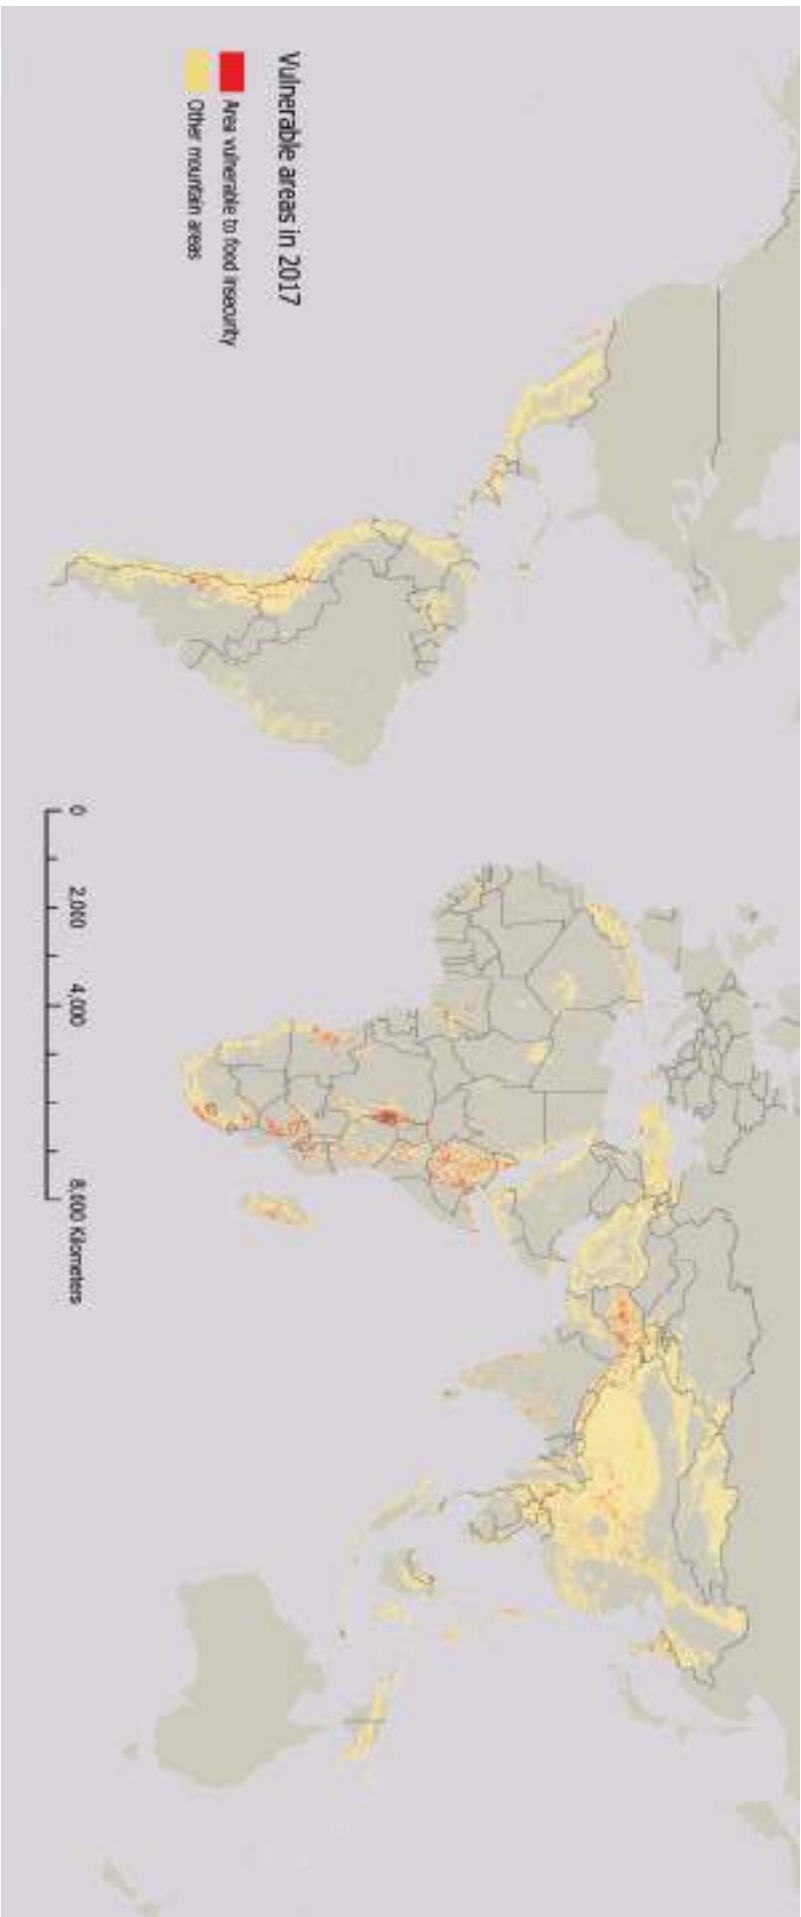 Vulnerable areas in 2017
Area vulnerable to food insecurity
Other mountain areas
0 2,000 4,000 8,000 Kilometers